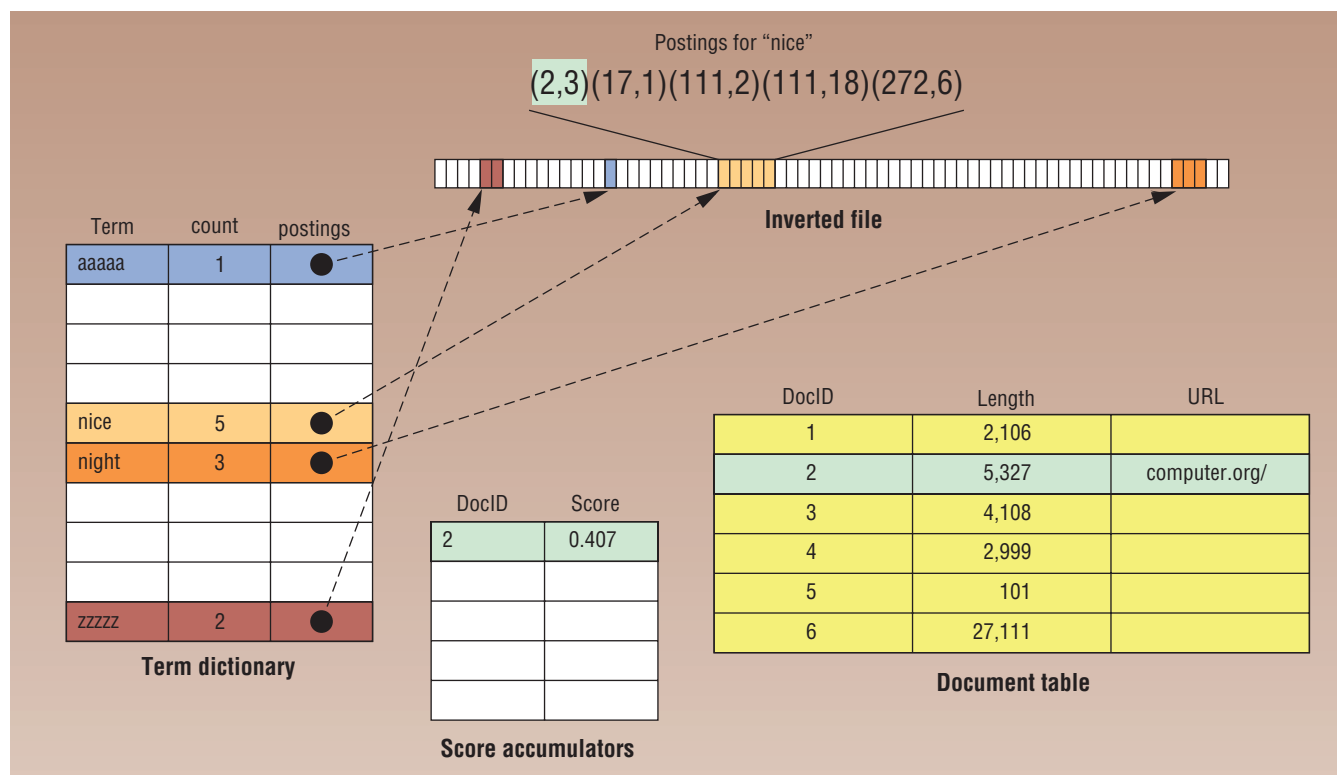 Postings for “nice”
(2,3)(17,1)(111,2)(111,18)(272,6)
Inverted file
Term count postings
aaaaa 1
nice 5
night 3
zzzzz 2
Term dictionary
DocID Score
2 0.407
Score accumulators
DocID Length URL
1 2,106
2 5,327 computer.org/
3 4,108
4 2,999
5 101
6 27,111
Document table